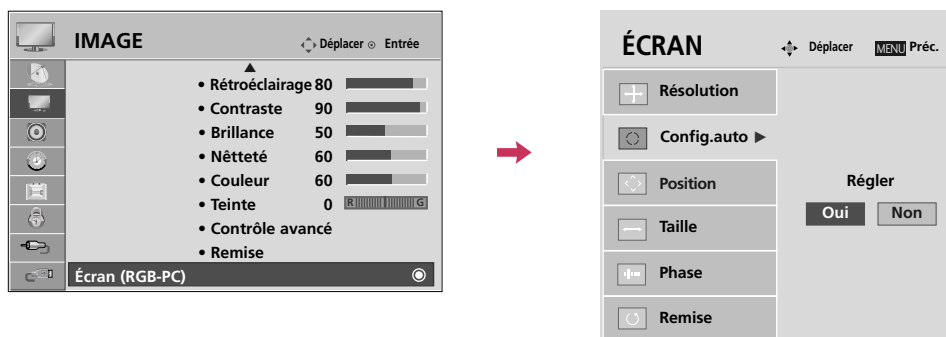 IMAGE
Déplacer Entrée
• Rétroéclairage 80
• Contraste 90
• Brillance 50
• Nêtteté 60
• Couleur 60
• Teinte 0 R G
• Contrôle avancé
• Remise
Écran (RGB-PC)
ÉCRAN
Déplacer MENU Préc.
Résolution
Config.auto ►
Position
Taille
Phase
Remise
Régler
Oui Non